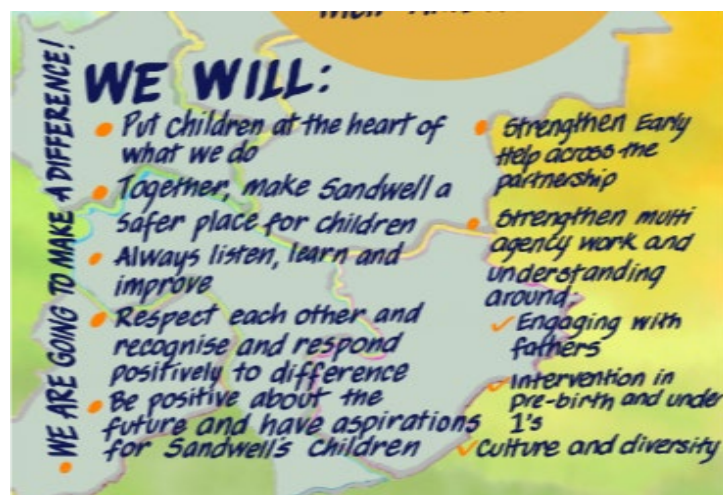 WE ARE GOING TO MAKE A DIFFERENCE!
WE WILL:
Put children at the heart of
what we do
Together, make Sandwell a
safer place for children
Always listen, learn and
improve
Respect each other and
recognise and respond
positively to difference
Be positive about the
future and have aspirations
for Sandwell's children
Strengthen Early
Help across the
partnership
Strengthen multi
agency work and
understanding
around:
Engaging with
fathers
Intervention in
pre-birth and under
1's
Culture and diversity